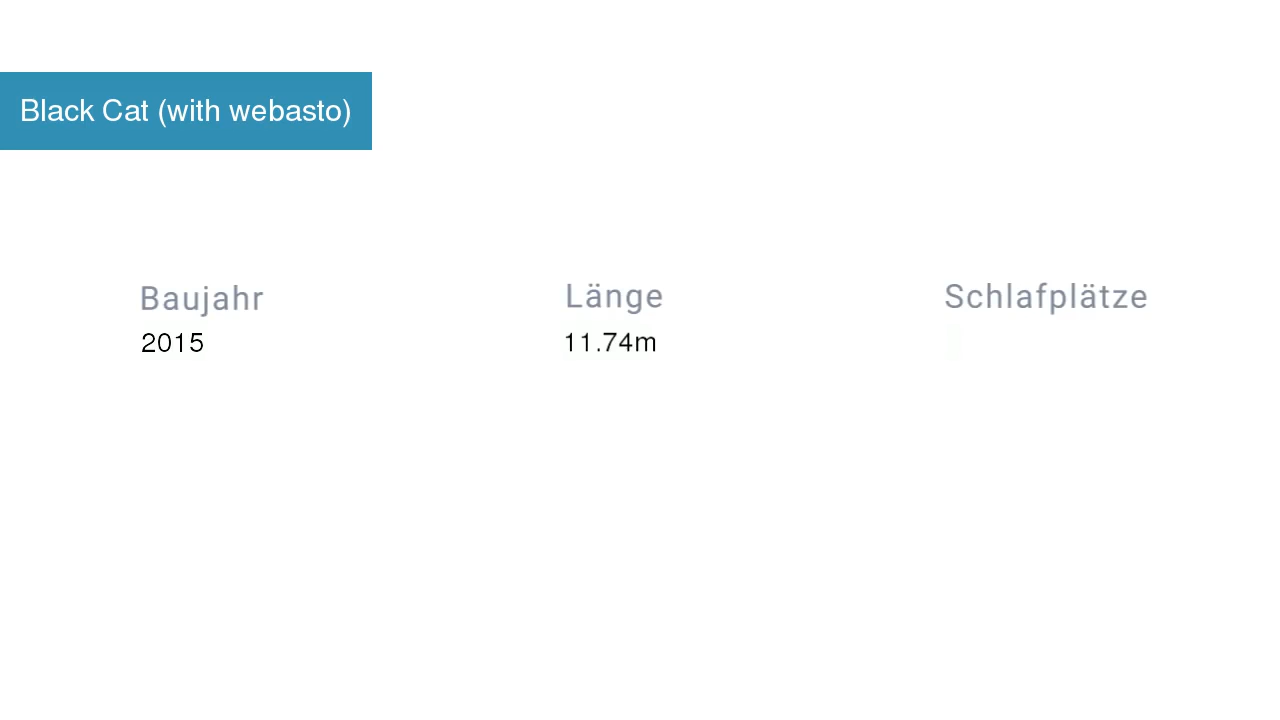 Black Cat (with webasto)
Baujahr
Länge
Schlafplätze
2015
11.74m